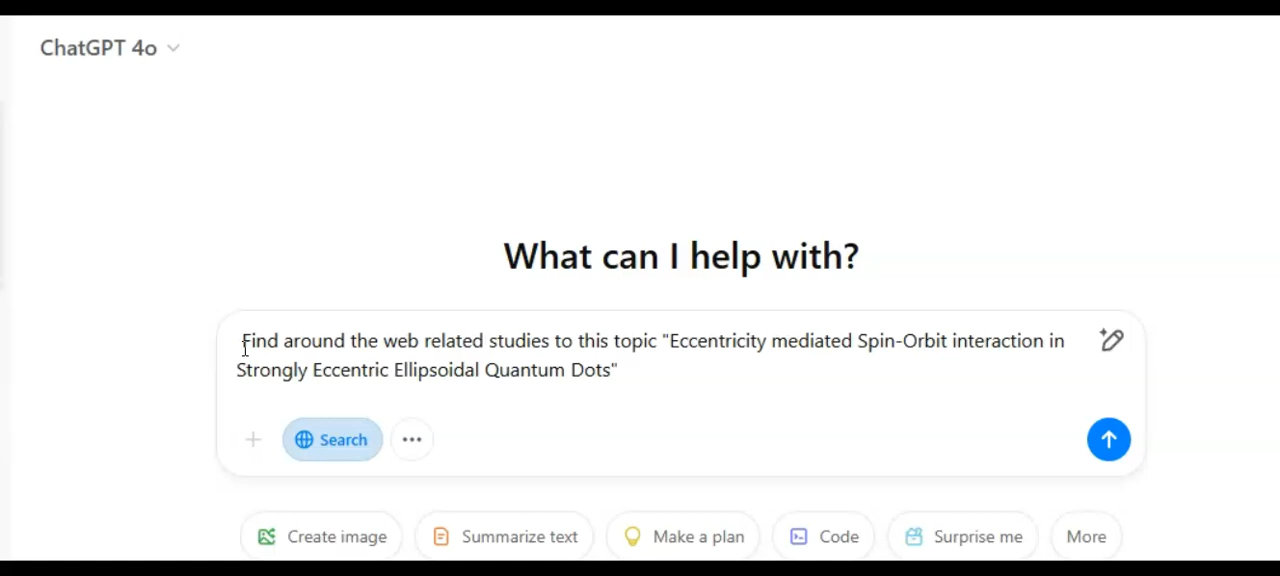 ChatGPT 4o
What can I help with?
Find around the web related studies to this topic "Eccentricity mediated Spin-Orbit interaction in
Strongly Eccentric Ellipsoidal Quantum Dots"
Search
Create image
Summarize text
Make a plan
Code
Surprise me
More